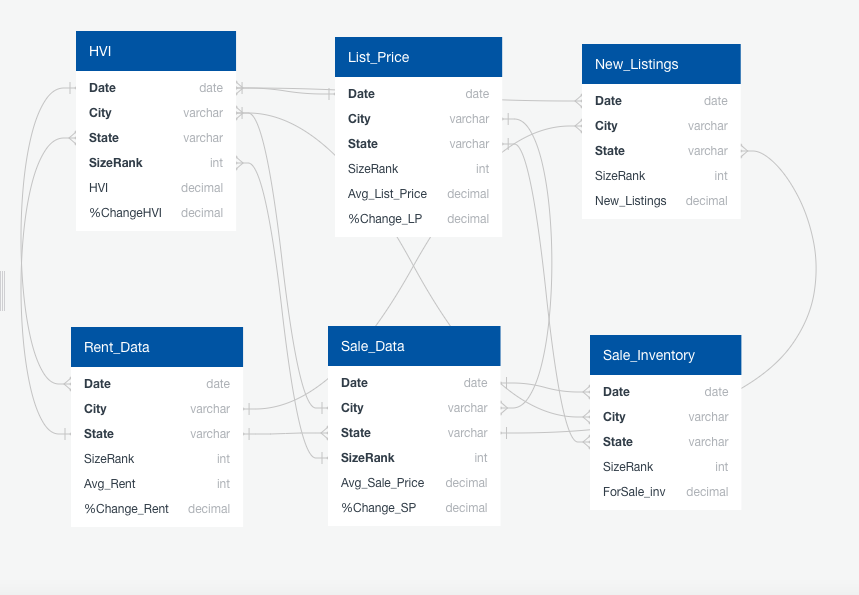 HVI
Date date
City varchar
State varchar
SizeRank int
HVI decimal
%ChangeHVI decimal
List_Price
Date date
City varchar
State varchar
SizeRank int
Avg_List_Price decimal
%Change_LP decimal
New_Listings
Date date
City varchar
State varchar
SizeRank int
New_Listings decimal
Rent_Data
Date date
City varchar
State varchar
SizeRank int
Avg_Rent int
%Change_Rent decimal
Sale_Data
Date date
City varchar
State varchar
SizeRank int
Avg_Sale_Price decimal
%Change_SP decimal
Sale_Inventory
Date date
City varchar
State varchar
SizeRank int
ForSale_inv decimal